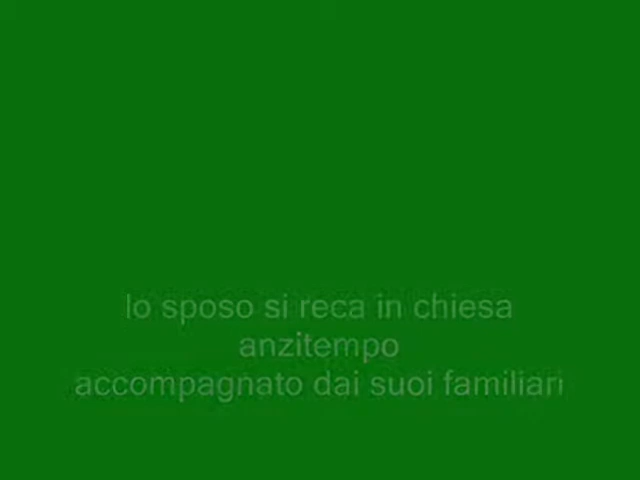 lo sposo si reca in chiesa
anzitempo
accompagnato dai suoi familiari